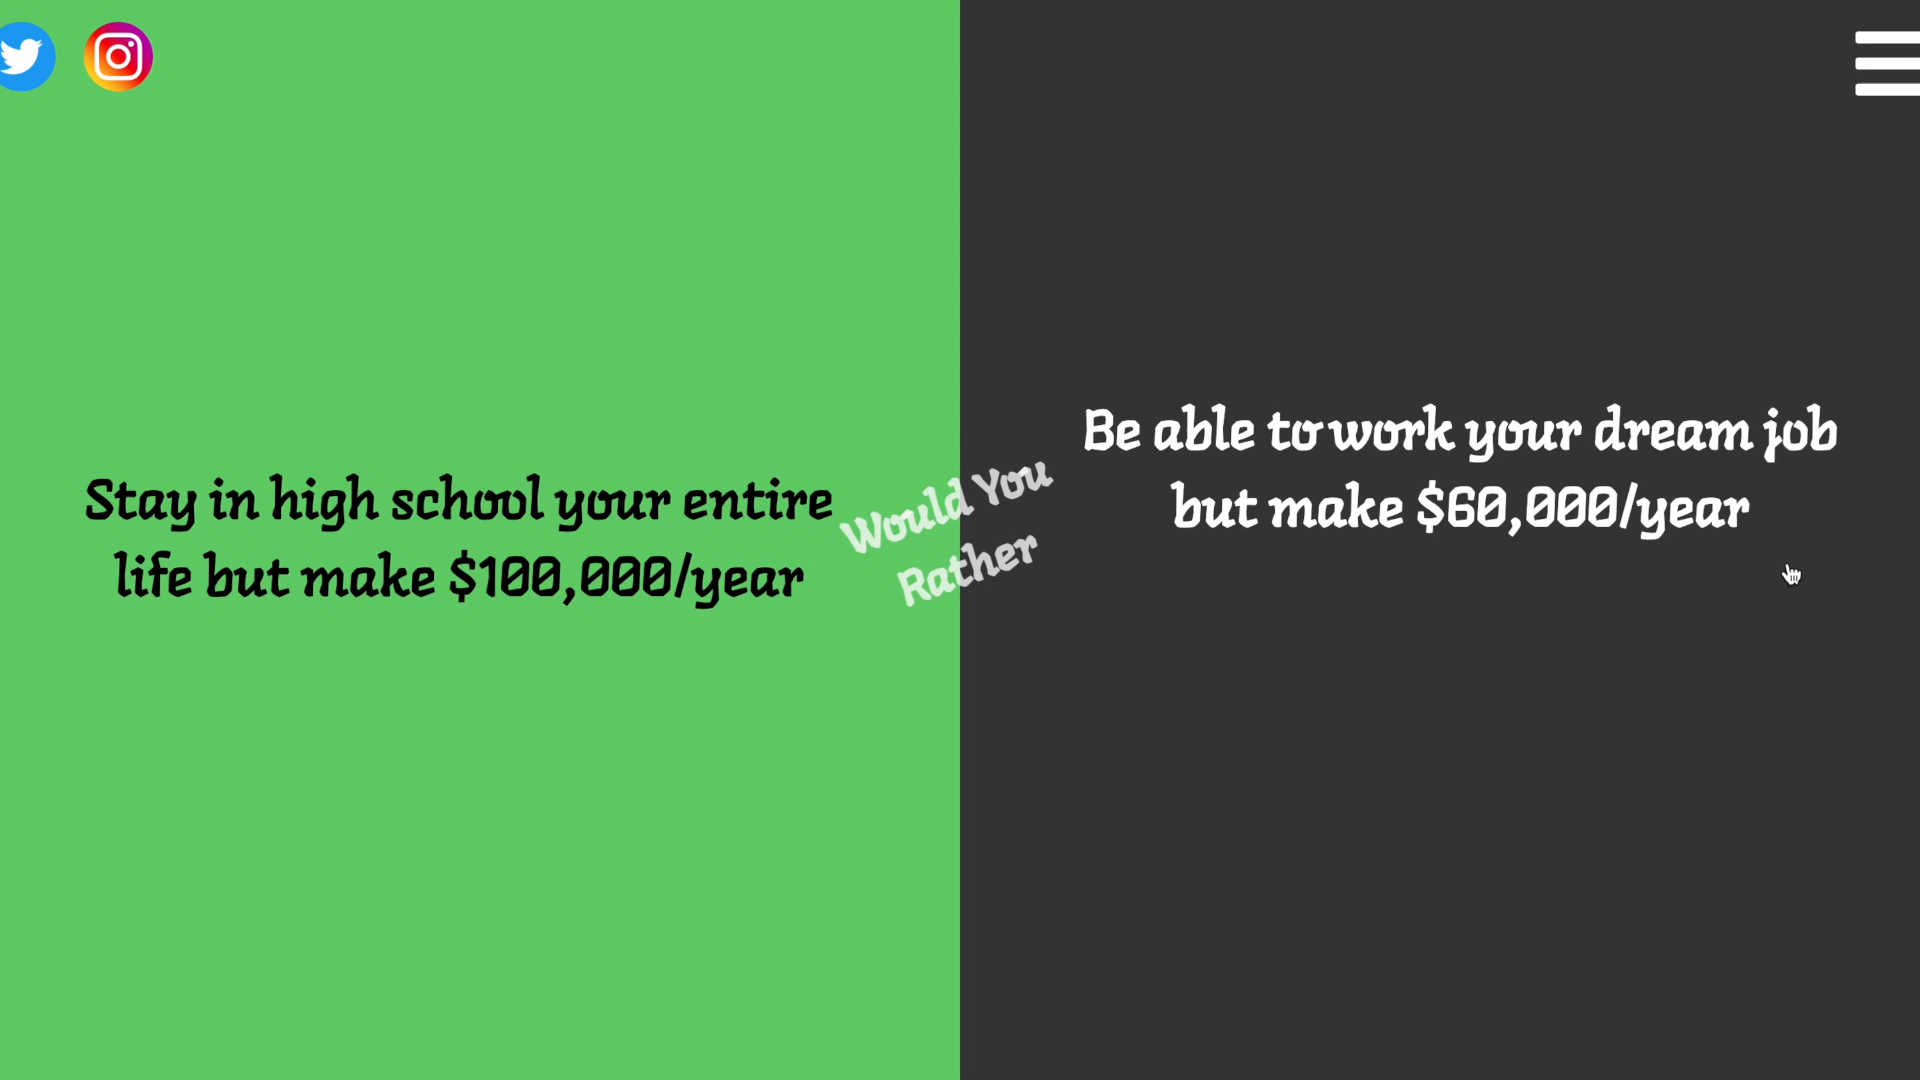 Stay in high school your entire
life but make $100,000/year
Would You
Rather
Be able to work your dream job
but make $60,000/year